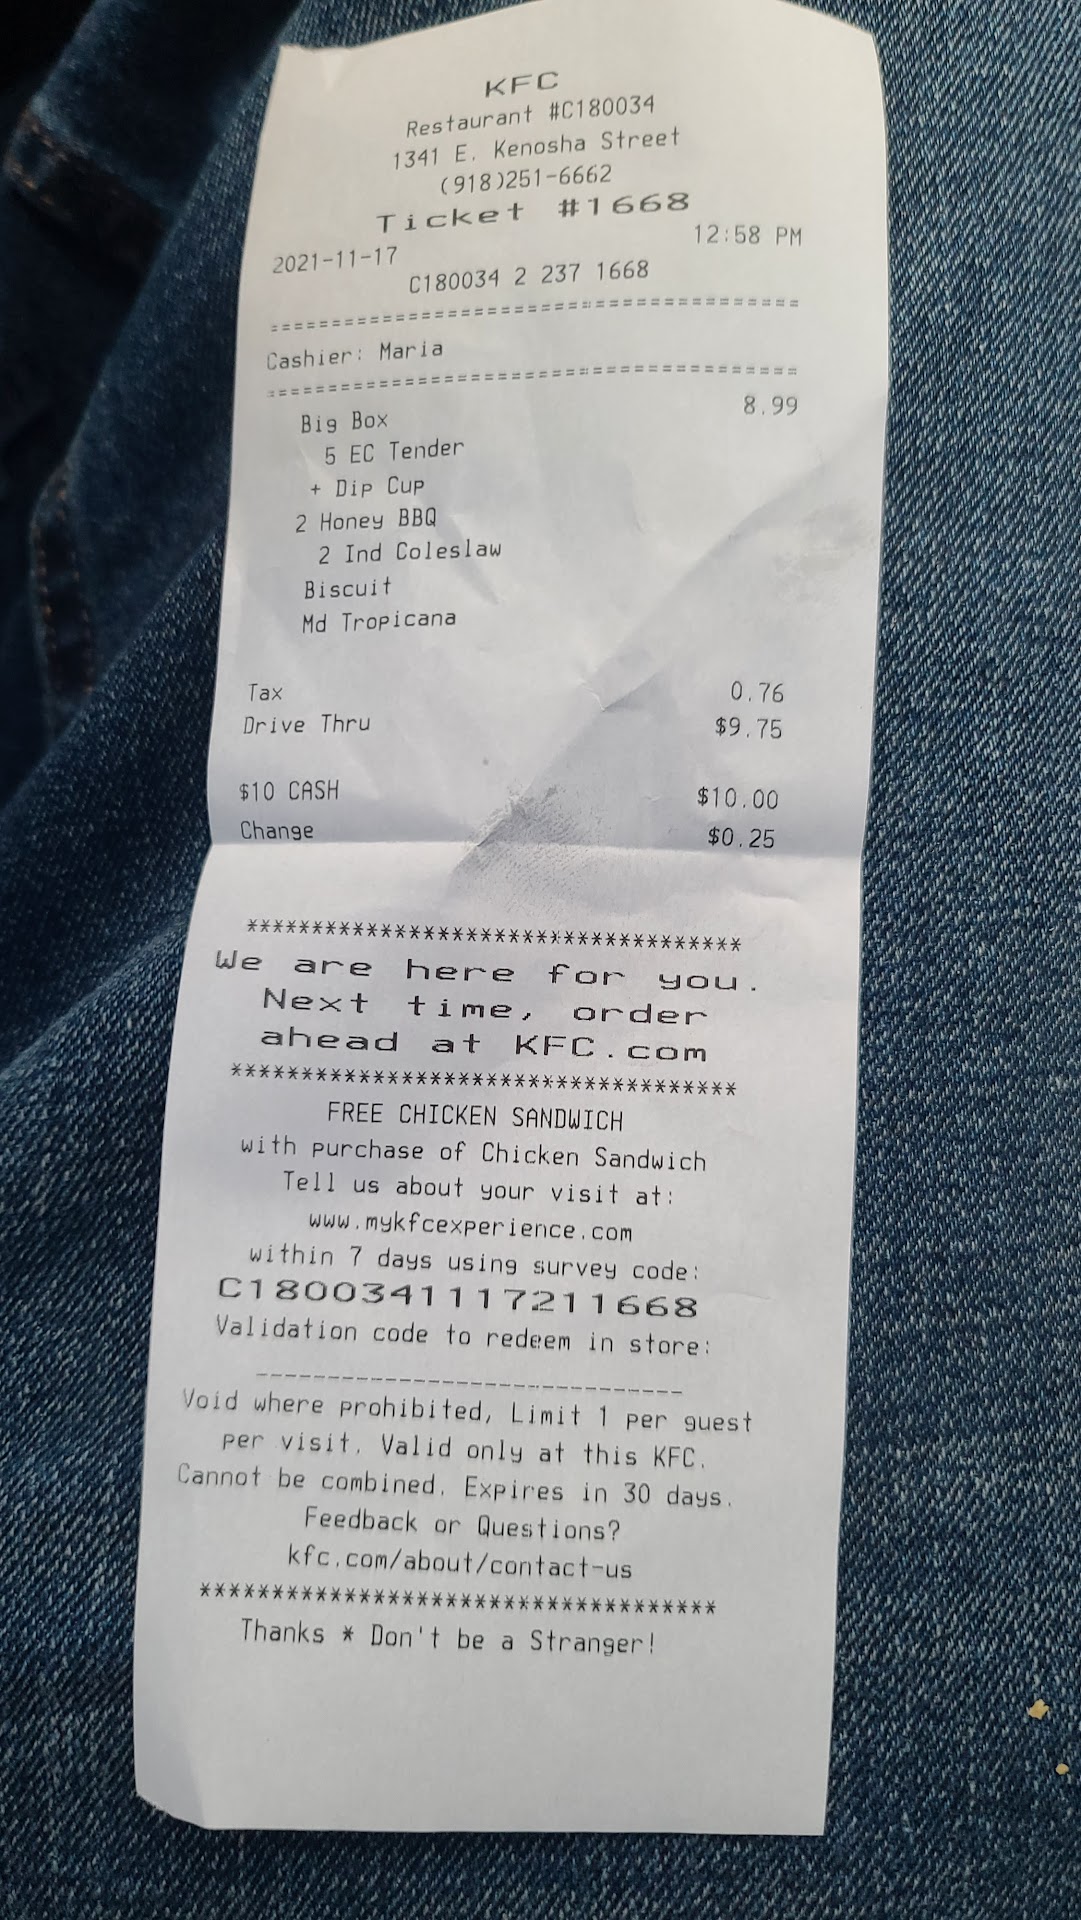 KFC
Restaurant #C180034
1341 E. Kenosha Street
(918)251-6662
Ticket #1668
2021-11-17 12:58 PM
C180034 2 237 1668
=======================================
Cashier: Maria
=======================================
Big Box 8.99
5 EC Tender
+ Dip Cup
2 Honey BBQ
2 Ind Coleslaw
Biscuit
Md Tropicana
Tax 0.76
Drive Thru $9.75
$10 CASH $10.00
Change $0.25
************************************
We are here for you.
Next time, order
ahead at KFC.com
************************************
FREE CHICKEN SANDWICH
with purchase of Chicken Sandwich
Tell us about your visit at:
www.mykfcexperience.com
within 7 days using survey code:
C1800341117211668
Validation code to redeem in store:
______________________________
Void where prohibited, Limit 1 per guest
per visit. Valid only at this KFC.
Cannot be combined. Expires in 30 days.
Feedback or Questions?
kfc.com/about/contact-us
************************************
Thanks * Don't be a Stranger!